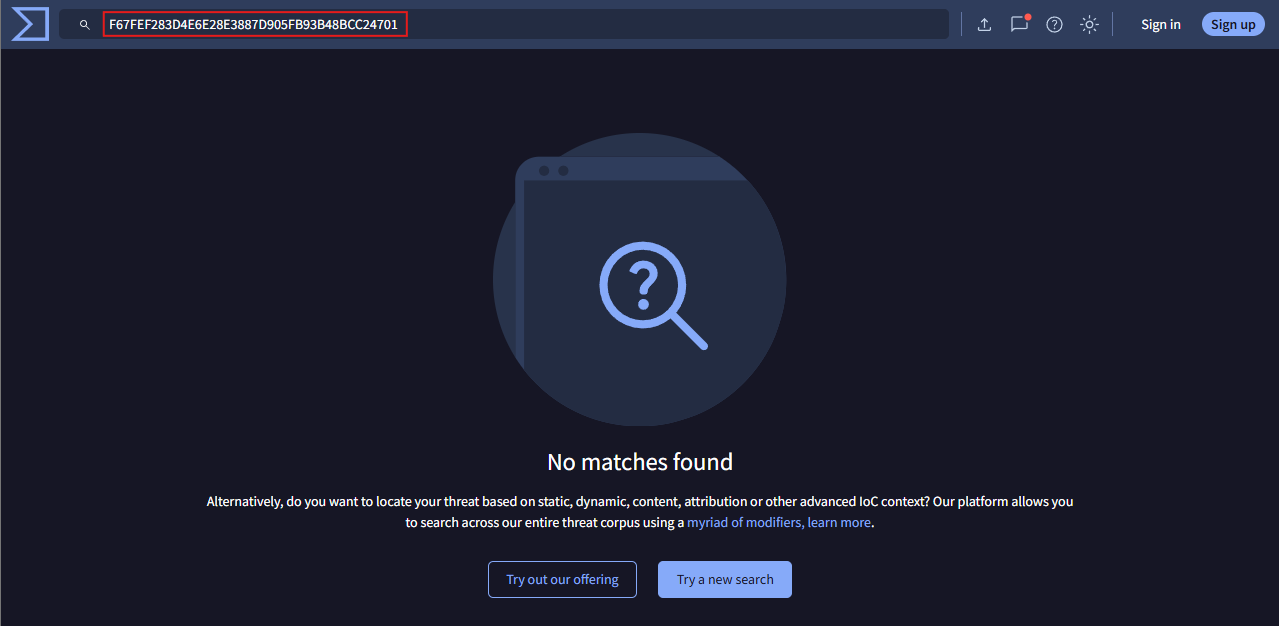 F67FEF283D4E6E28E3887D905FB93B48BCC24701
Sign in
Sign up
No matches found
Alternatively, do you want to locate your threat based on static, dynamic, content, attribution or other advanced IoC context? Our platform allows you
to search across our entire threat corpus using a myriad of modifiers, learn more.
Try out our offering
Try a new search